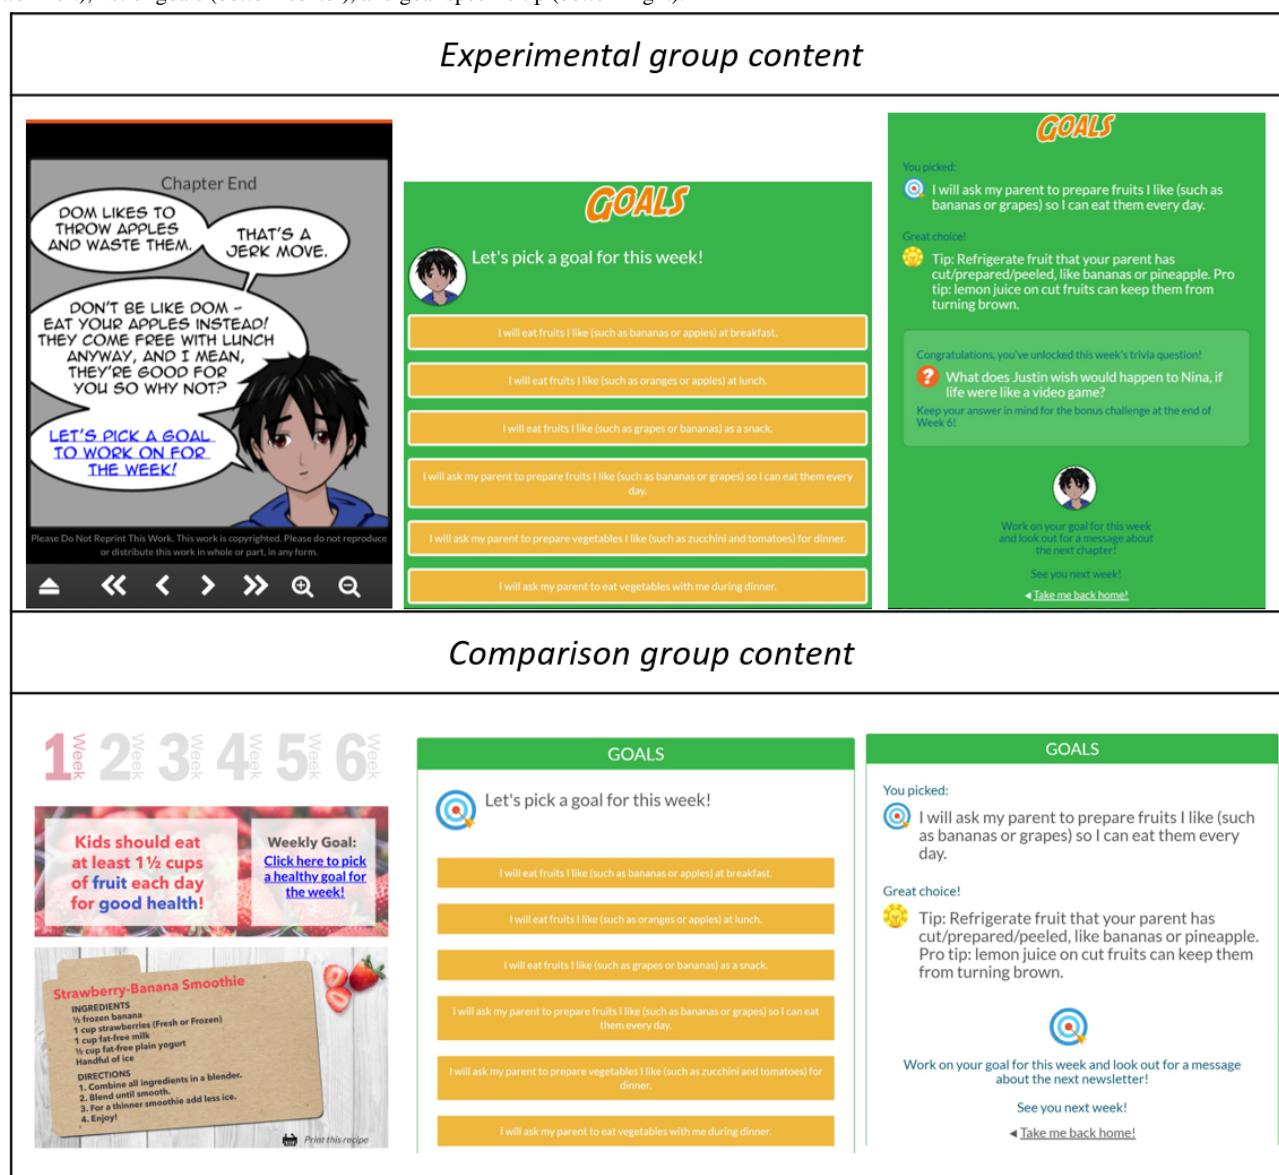 Experimental group content
Chapter End
DOM LIKES TO
THROW APPLES
AND WASTE THEM.
THAT'S A
JERK MOVE.
DON'T BE LIKE DOM –
EAT YOUR APPLES INSTEAD!
THEY COME FREE WITH LUNCH
ANYWAY, AND I MEAN,
THEY'RE GOOD FOR
YOU SO WHY NOT?
LET'S PICK A GOAL
TO WORK ON FOR
THE WEEK!
Please Do Not Reprint This Work. This work is copyrighted. Please do not reproduce
or distribute this work in whole or part, in any form.
GOALS
Let's pick a goal for this week!
I will eat fruits I like (such as bananas or apples) at breakfast.
I will eat fruits I like (such as oranges or apples) at lunch.
I will eat fruits I like (such as grapes or bananas) as a snack.
I will ask my parent to prepare fruits I like (such as bananas or grapes) so I can eat them every
day.
I will ask my parent to prepare vegetables I like (such as zucchini and tomatoes) for dinner.
I will ask my parent to eat vegetables with me during dinner.
GOALS
You picked:
I will ask my parent to prepare fruits I like (such as
bananas or grapes) so I can eat them every day.
Great choice!
Tip: Refrigerate fruit that your parent has
cut/prepared/peeled, like bananas or pineapple. Pro
tip: lemon juice on cut fruits can keep them from
turning brown.
Congratulations, you've unlocked this week's trivia question!
What does Justin wish would happen to Nina, if
life were like a video game?
Keep your answer in mind for the bonus challenge at the end of
Week 6!
Work on your goal for this week
and look out for a message about
the next chapter!
See you next week!
Take me back home!
Comparison group content
1 Week 2 Week 3 Week 4 Week 5 Week 6 Week
Kids should eat
at least 1 ½ cups
of fruit each day
for good health!
Weekly Goal:
Click here to pick
a healthy goal for
the week!
Strawberry-Banana Smoothie
INGREDIENTS
½ frozen banana
1 cup strawberries (Fresh or Frozen)
1 cup fat-free milk
½ cup fat-free plain yogurt
Handful of ice
DIRECTIONS
1. Combine all ingredients in a blender.
2. Blend until smooth.
3. For a thinner smoothie add less ice.
4. Enjoy!
Print this recipe
GOALS
Let's pick a goal for this week!
I will eat fruits I like (such as bananas or apples) at breakfast.
I will eat fruits I like (such as oranges or apples) at lunch.
I will eat fruits I like (such as grapes or bananas) as a snack.
I will ask my parent to prepare fruits I like (such as bananas or grapes) so I can eat
them every day.
I will ask my parent to prepare vegetables I like (such as zucchini and tomatoes) for
dinner.
I will ask my parent to eat vegetables with me during dinner.
GOALS
You picked:
I will ask my parent to prepare fruits I like (such
as bananas or grapes) so I can eat them every
day.
Great choice!
Tip: Refrigerate fruit that your parent has
cut/prepared/peeled, like bananas or pineapple.
Pro tip: lemon juice on cut fruits can keep them
from turning brown.
Work on your goal for this week and look out for a message
about the next newsletter!
See you next week!
Take me back home!